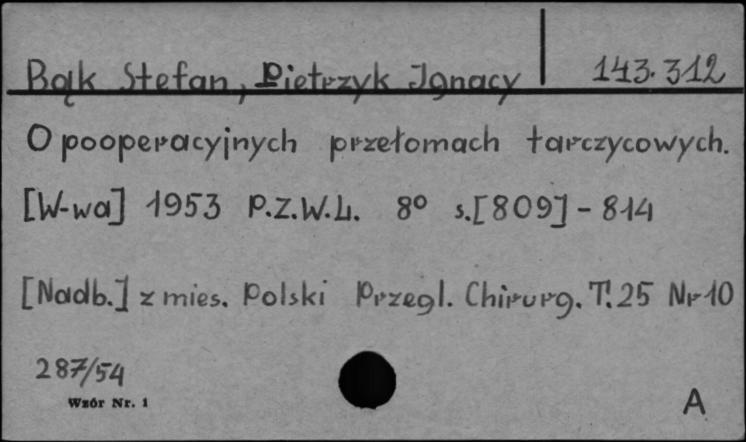 Bąk Stefan, Pietrzyk Ignacy 143.312
O pooperacyjnych przełomach tarczycowych.
[W-wa] 1953 P.Z.W.L. 8° s.[809] - 814
[Nadb.] z mies. Polski Przegl. Chirurg. T.25 Nr 10
287/54
Wzór Nr. 1
A